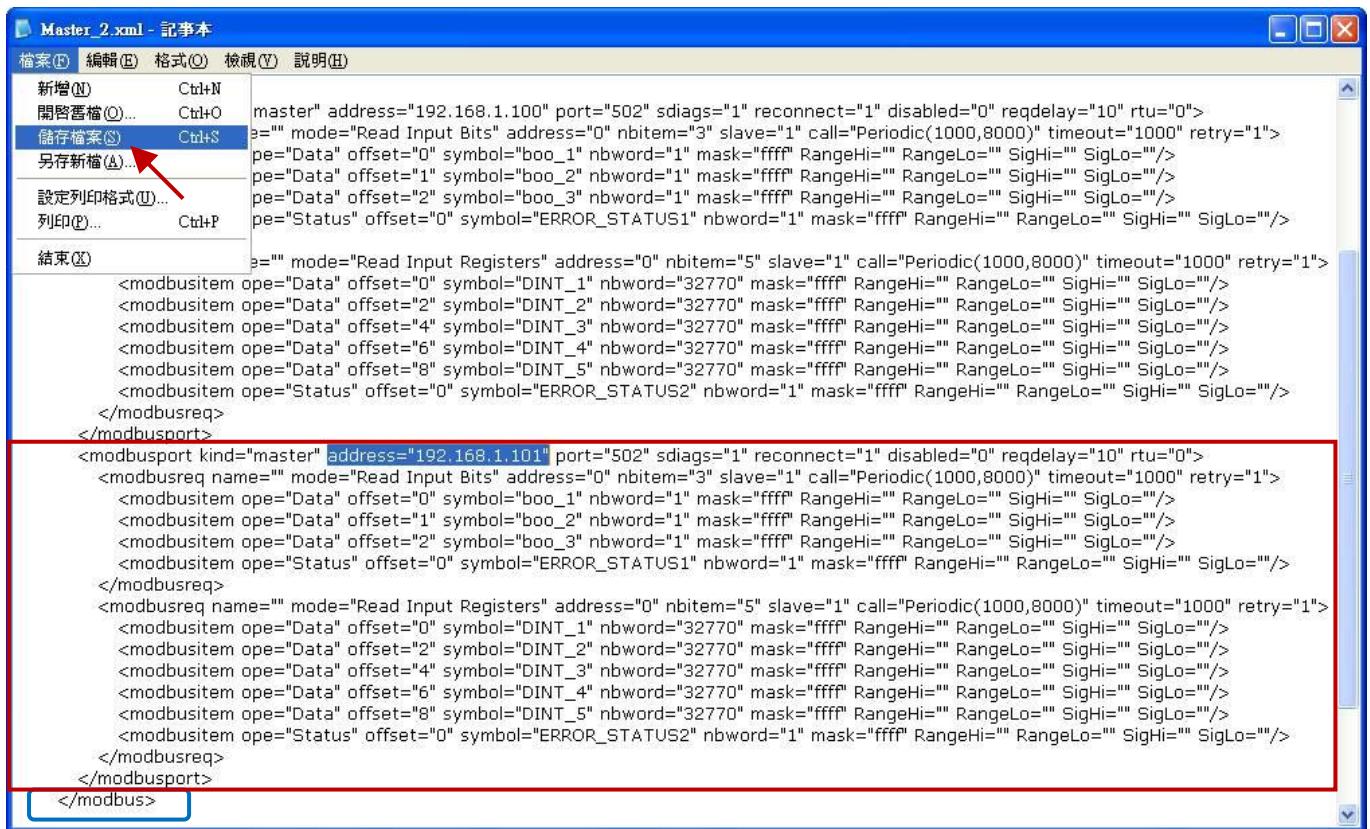 Master_2.xml - 記事本
檔案(F) 編輯(E) 格式(O) 檢視(V) 說明(H)
新增(N) Ctrl+N
開啓舊檔(O)... Ctrl+O
儲存檔案(S) Ctrl+S
另存新檔(A)...
設定列印格式(U)...
列印(P)... Ctrl+P
結束(X)
master" address="192.168.1.100" port="502" sdiags="1" reconnect="1" disabled="0" reqdelay="10" rtu="0">
e="" mode="Read Input Bits" address="0" nbitem="3" slave="1" call="Periodic(1000,8000)" timeout="1000" retry="1">
pe="Data" offset="0" symbol="boo_1" nbword="1" mask="ffff" RangeHi="" RangeLo="" SigHi="" SigLo=""/>
pe="Data" offset="1" symbol="boo_2" nbword="1" mask="ffff" RangeHi="" RangeLo="" SigHi="" SigLo=""/>
pe="Data" offset="2" symbol="boo_3" nbword="1" mask="ffff" RangeHi="" RangeLo="" SigHi="" SigLo=""/>
pe="Status" offset="0" symbol="ERROR_STATUS1" nbword="1" mask="ffff" RangeHi="" RangeLo="" SigHi="" SigLo=""/>
e="" mode="Read Input Registers" address="0" nbitem="5" slave="1" call="Periodic(1000,8000)" timeout="1000" retry="1">
<modbusitem ope="Data" offset="0" symbol="DINT_1" nbword="32770" mask="ffff" RangeHi="" RangeLo="" SigHi="" SigLo=""/>
<modbusitem ope="Data" offset="2" symbol="DINT_2" nbword="32770" mask="ffff" RangeHi="" RangeLo="" SigHi="" SigLo=""/>
<modbusitem ope="Data" offset="4" symbol="DINT_3" nbword="32770" mask="ffff" RangeHi="" RangeLo="" SigHi="" SigLo=""/>
<modbusitem ope="Data" offset="6" symbol="DINT_4" nbword="32770" mask="ffff" RangeHi="" RangeLo="" SigHi="" SigLo=""/>
<modbusitem ope="Data" offset="8" symbol="DINT_5" nbword="32770" mask="ffff" RangeHi="" RangeLo="" SigHi="" SigLo=""/>
<modbusitem ope="Status" offset="0" symbol="ERROR_STATUS2" nbword="1" mask="ffff" RangeHi="" RangeLo="" SigHi="" SigLo=""/>
</modbusreq>
</modbusport>
<modbusport kind="master" address="192.168.1.101" port="502" sdiags="1" reconnect="1" disabled="0" reqdelay="10" rtu="0">
<modbusreq name="" mode="Read Input Bits" address="0" nbitem="3" slave="1" call="Periodic(1000,8000)" timeout="1000" retry="1">
<modbusitem ope="Data" offset="0" symbol="boo_1" nbword="1" mask="ffff" RangeHi="" RangeLo="" SigHi="" SigLo=""/>
<modbusitem ope="Data" offset="1" symbol="boo_2" nbword="1" mask="ffff" RangeHi="" RangeLo="" SigHi="" SigLo=""/>
<modbusitem ope="Data" offset="2" symbol="boo_3" nbword="1" mask="ffff" RangeHi="" RangeLo="" SigHi="" SigLo=""/>
<modbusitem ope="Status" offset="0" symbol="ERROR_STATUS1" nbword="1" mask="ffff" RangeHi="" RangeLo="" SigHi="" SigLo=""/>
</modbusreq>
<modbusreq name="" mode="Read Input Registers" address="0" nbitem="5" slave="1" call="Periodic(1000,8000)" timeout="1000" retry="1">
<modbusitem ope="Data" offset="0" symbol="DINT_1" nbword="32770" mask="ffff" RangeHi="" RangeLo="" SigHi="" SigLo=""/>
<modbusitem ope="Data" offset="2" symbol="DINT_2" nbword="32770" mask="ffff" RangeHi="" RangeLo="" SigHi="" SigLo=""/>
<modbusitem ope="Data" offset="4" symbol="DINT_3" nbword="32770" mask="ffff" RangeHi="" RangeLo="" SigHi="" SigLo=""/>
<modbusitem ope="Data" offset="6" symbol="DINT_4" nbword="32770" mask="ffff" RangeHi="" RangeLo="" SigHi="" SigLo=""/>
<modbusitem ope="Data" offset="8" symbol="DINT_5" nbword="32770" mask="ffff" RangeHi="" RangeLo="" SigHi="" SigLo=""/>
<modbusitem ope="Status" offset="0" symbol="ERROR_STATUS2" nbword="1" mask="ffff" RangeHi="" RangeLo="" SigHi="" SigLo=""/>
</modbusreq>
</modbusport>
</modbus>